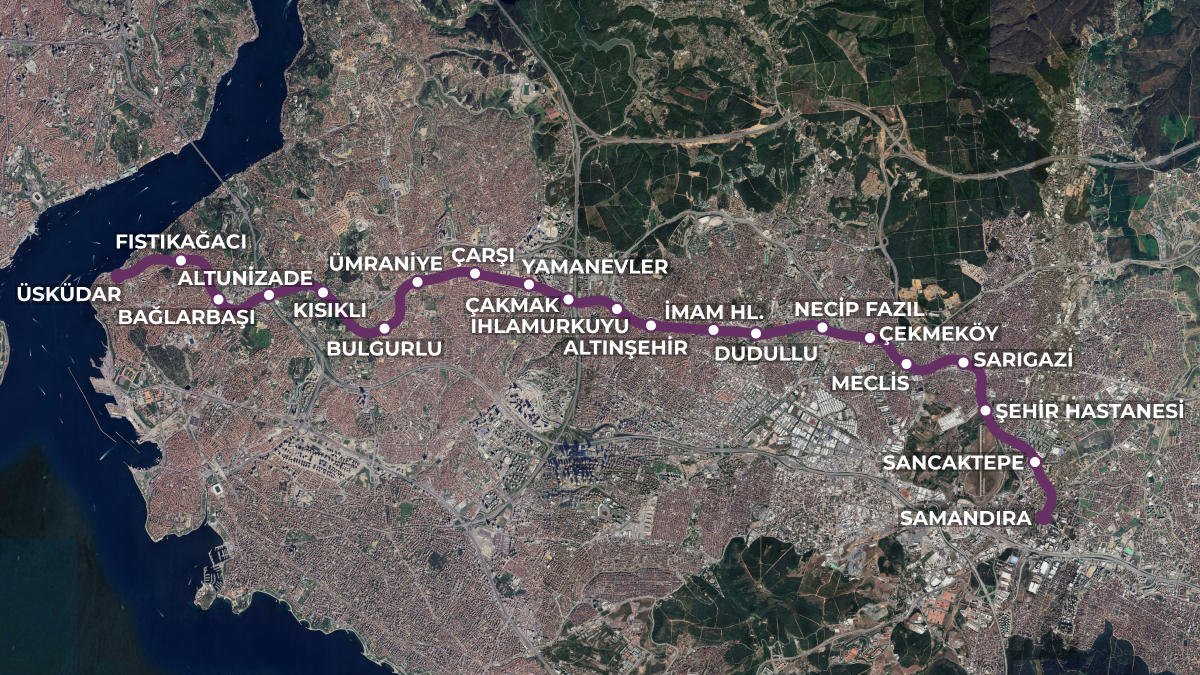 FISTIKAĞACI
ÜSKÜDAR
ALTUNİZADE
BAĞLARBAŞI
KISIKLI
BULGURLU
ÜMRANİYE
ÇARŞI
YAMANEVLER
ÇAKMAK
IHLAMURKUYU
ALTINŞEHİR
İMAM HL.
DUDULLU
NECİP FAZIL
ÇEKMEKÖY
MECLİS
SARIGAZİ
ŞEHİR HASTANESİ
SANCAKTEPE
SAMANDIRA